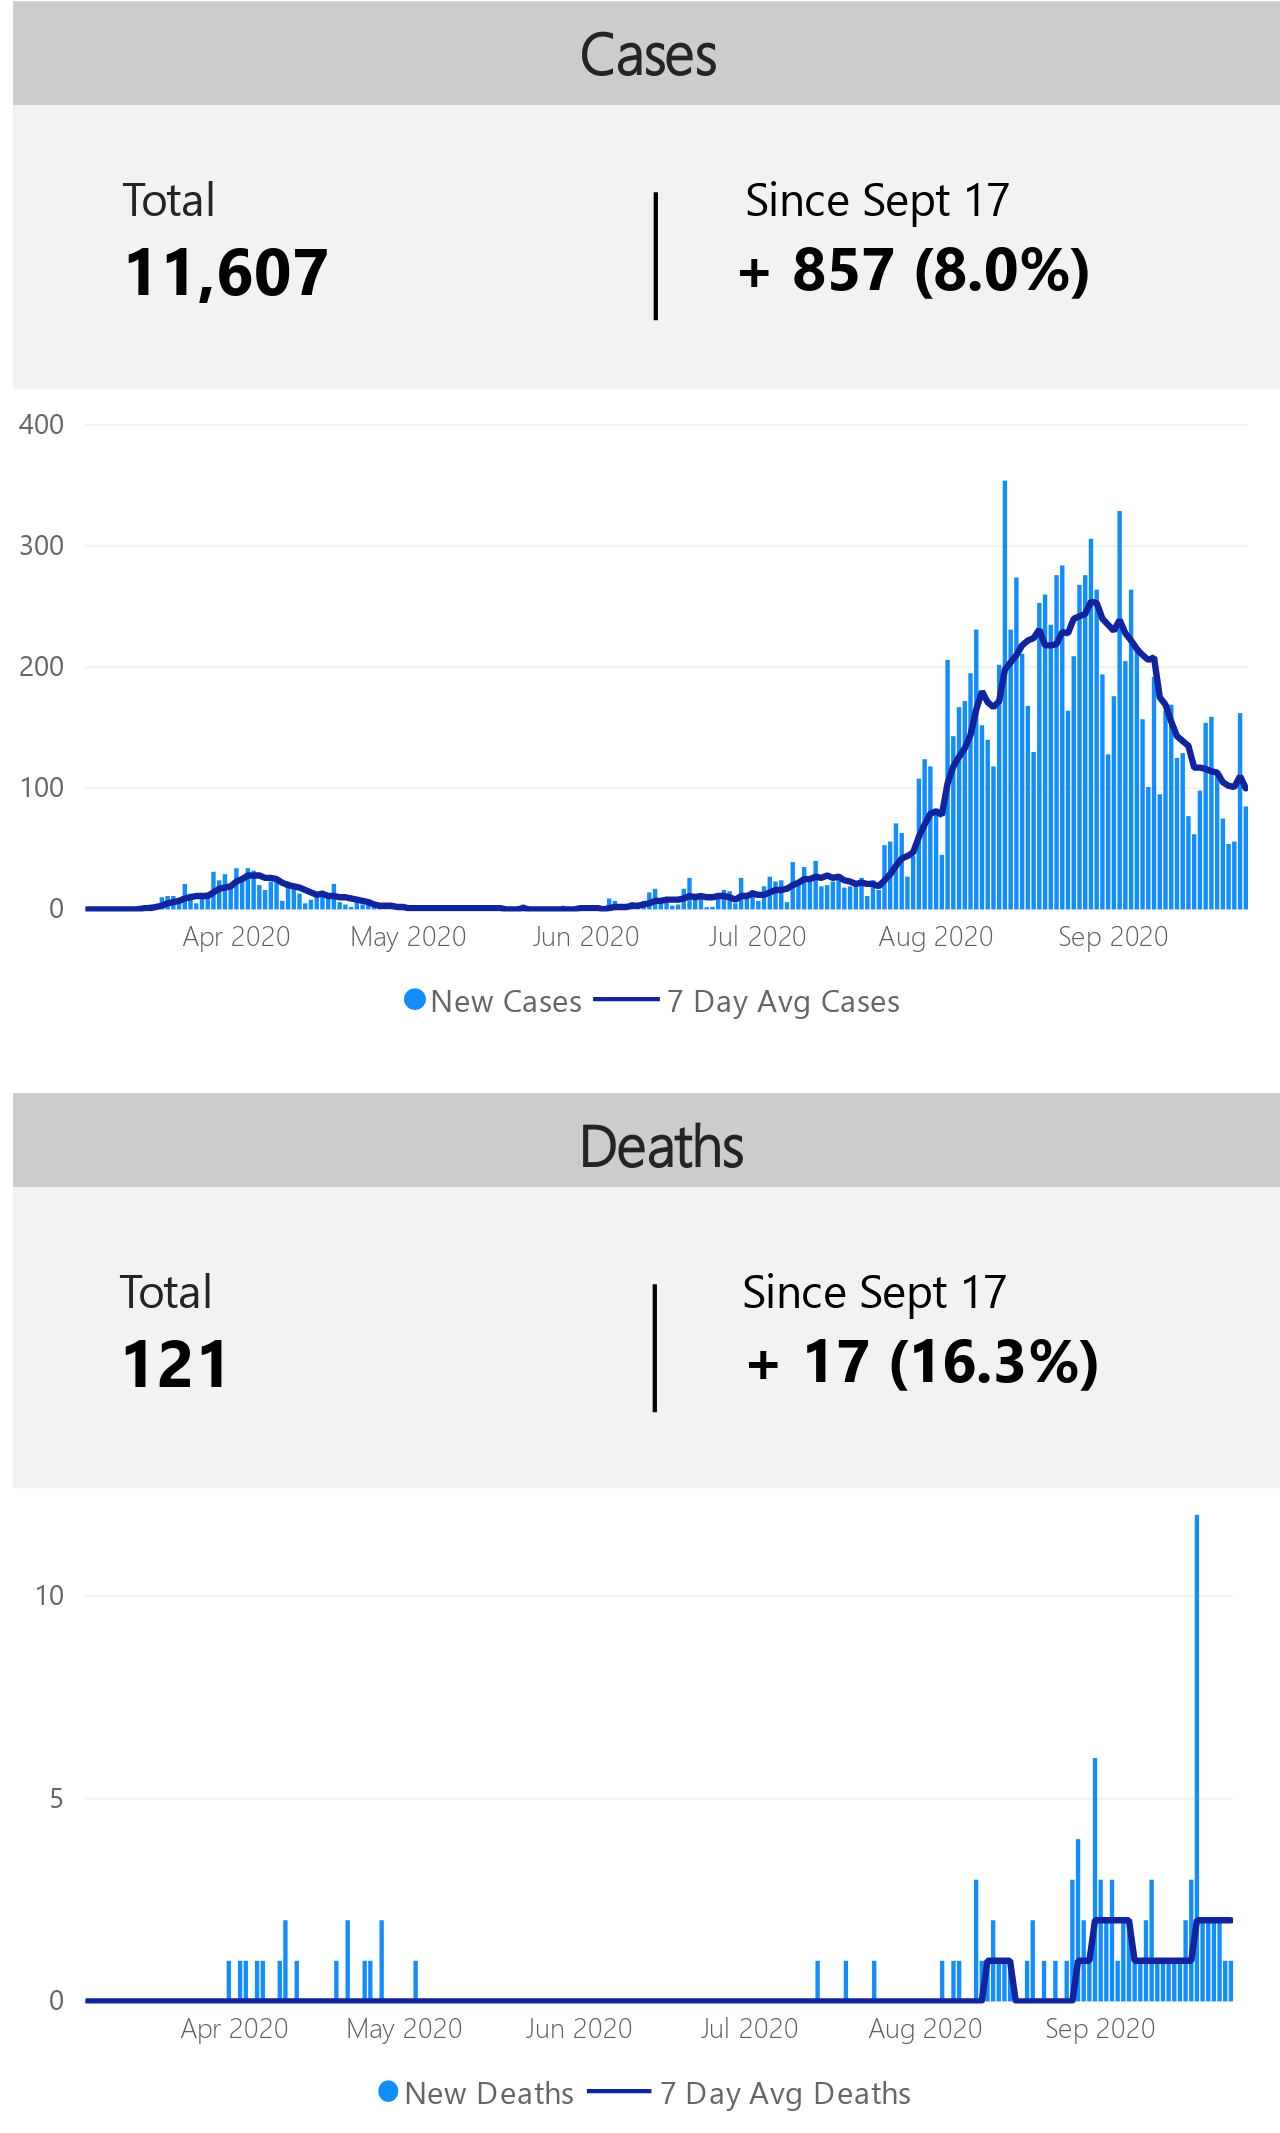 Cases
Total
Since Sept 17
11,607
+ 857 (8.0%)
400
300
200
100
0
Apr 2020 May 2020 Jun 2020 Jul 2020 Aug 2020 Sep 2020
New Cases 7 Day Avg Cases
Deaths
Total
Since Sept 17
121
+ 17 (16.3%)
10
5
0
Apr 2020 May 2020 Jun 2020 Jul 2020 Aug 2020 Sep 2020
New Deaths 7 Day Avg Deaths